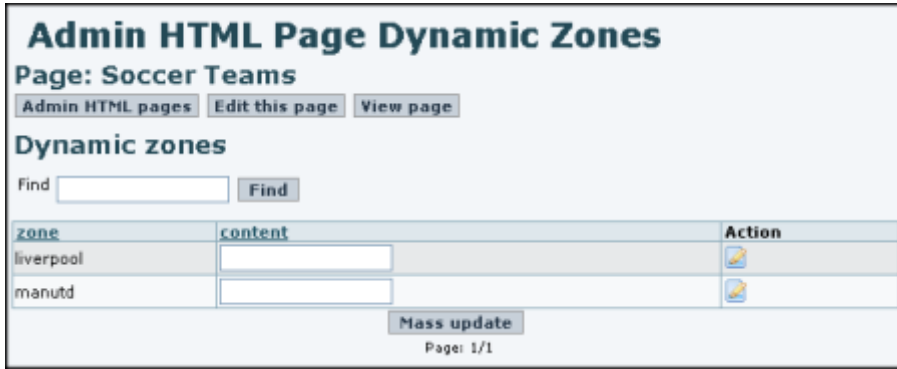 Admin HTML Page Dynamic Zones
Page: Soccer Teams
Admin HTML pages Edit this page View page
Dynamic zones
Find Find
zone content Action
liverpool
manutd
Mass update
Page: 1/1